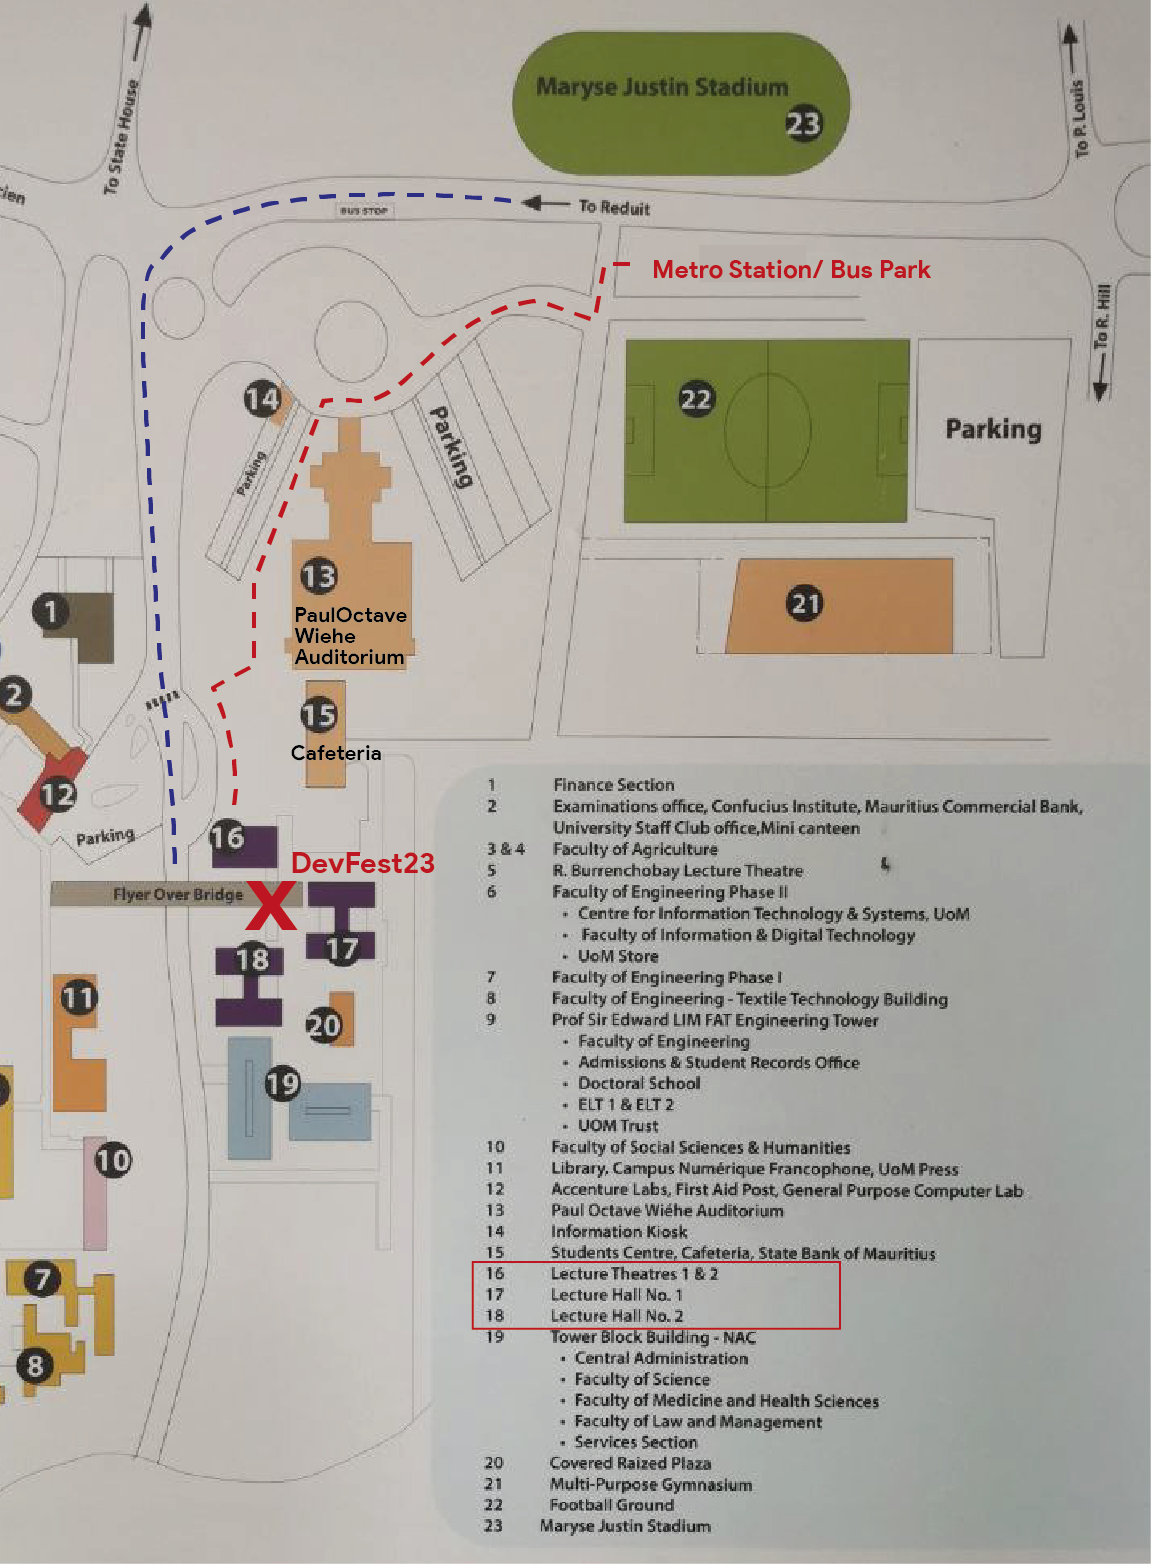 To State House
Maryse Justin Stadium
23
To P. Louis
cien
BUS STOP
To Reduit
Metro Station/ Bus Park
To R. Hill
14
Parking
Parking
22
Parking
13
PaulOctave
Wiehe
Auditorium
21
1
2
15
Cafeteria
12
Parking
16
DevFest23
Flyer Over Bridge
X
17
18
11
20
19
10
7
8
1 Finance Section
2 Examinations office, Confucius Institute, Mauritius Commercial Bank,
University Staff Club office,Mini canteen
3 & 4 Faculty of Agriculture
5 R. Burrenchobay Lecture Theatre
6 Faculty of Engineering Phase II
• Centre for Information Technology & Systems, UoM
• Faculty of Information & Digital Technology
• UoM Store
7 Faculty of Engineering Phase I
8 Faculty of Engineering - Textile Technology Building
9 Prof Sir Edward LIM FAT Engineering Tower
• Faculty of Engineering
• Admissions & Student Records Office
• Doctoral School
• ELT 1 & ELT 2
• UOM Trust
10 Faculty of Social Sciences & Humanities
11 Library, Campus Numérique Francophone, UoM Press
12 Accenture Labs, First Aid Post, General Purpose Computer Lab
13 Paul Octave Wiéhe Auditorium
14 Information Kiosk
15 Students Centre, Cafeteria, State Bank of Mauritius
16 Lecture Theatres 1 & 2
17 Lecture Hall No. 1
18 Lecture Hall No. 2
19 Tower Block Building - NAC
• Central Administration
• Faculty of Science
• Faculty of Medicine and Health Sciences
• Faculty of Law and Management
• Services Section
20 Covered Raized Plaza
21 Multi-Purpose Gymnasium
22 Football Ground
23 Maryse Justin Stadium